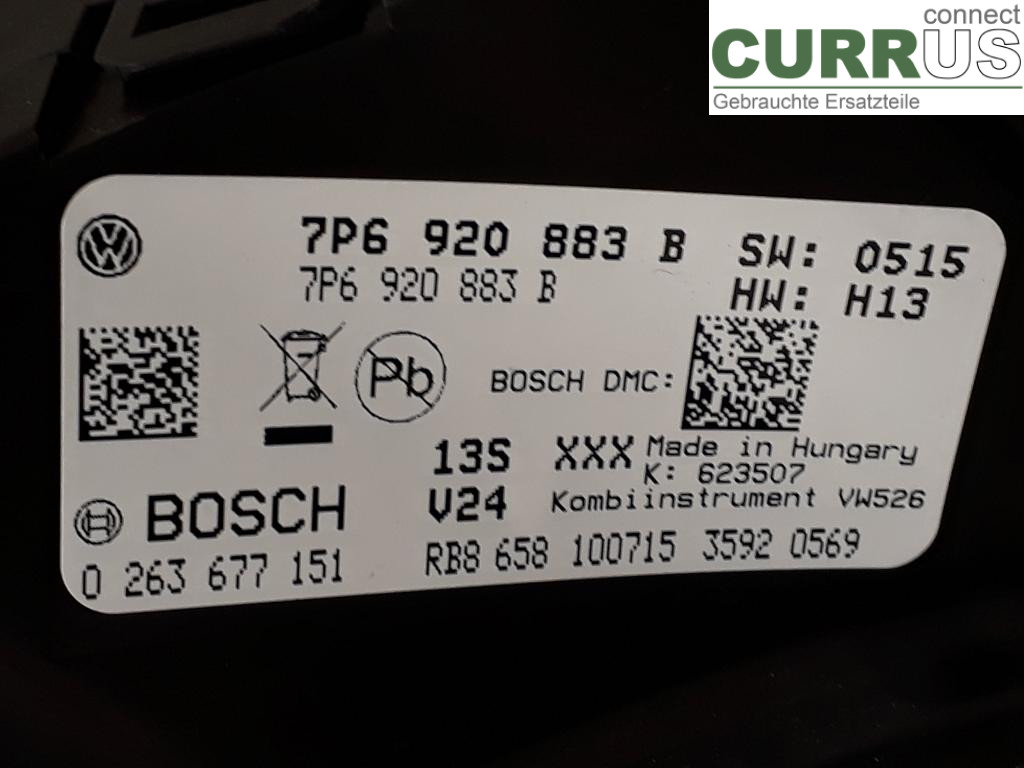 connect
CURRUS
Gebrauchte Ersatzteile
7P6 920 883 B SW: 0515
7P6 920 883 B HW: H13
Pb
BOSCH DMC:
13S XXX Made in Hungary
K: 623507
BOSCH V24 Kombiinstrument VW526
0 263 677 151 RB8 658 100715 3592 0569